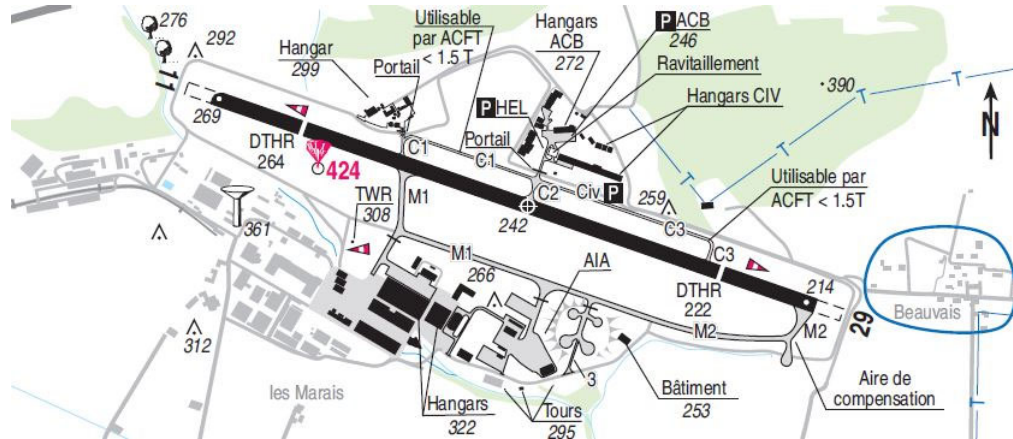 276
292
Hangar
299
Portail
Utilisable
par ACFT
< 1.5 T
Hangars
ACB
272
P ACB
246
Ravitaillement
Hangars CIV
390
N
11
269
DTHR
264
424
P HEL
Portail
C1
C1
C2
Civ P
259
C3
C3
Utilisable par
ACFT < 1.5T
M1
TWR
308
361
242
M1
266
AIA
DTHR
222
214
M2
M2
29
Beauvais
312
les Marais
Hangars
322
Tours
295
3
Bâtiment
253
Aire de
compensation
T
T
T
T
T